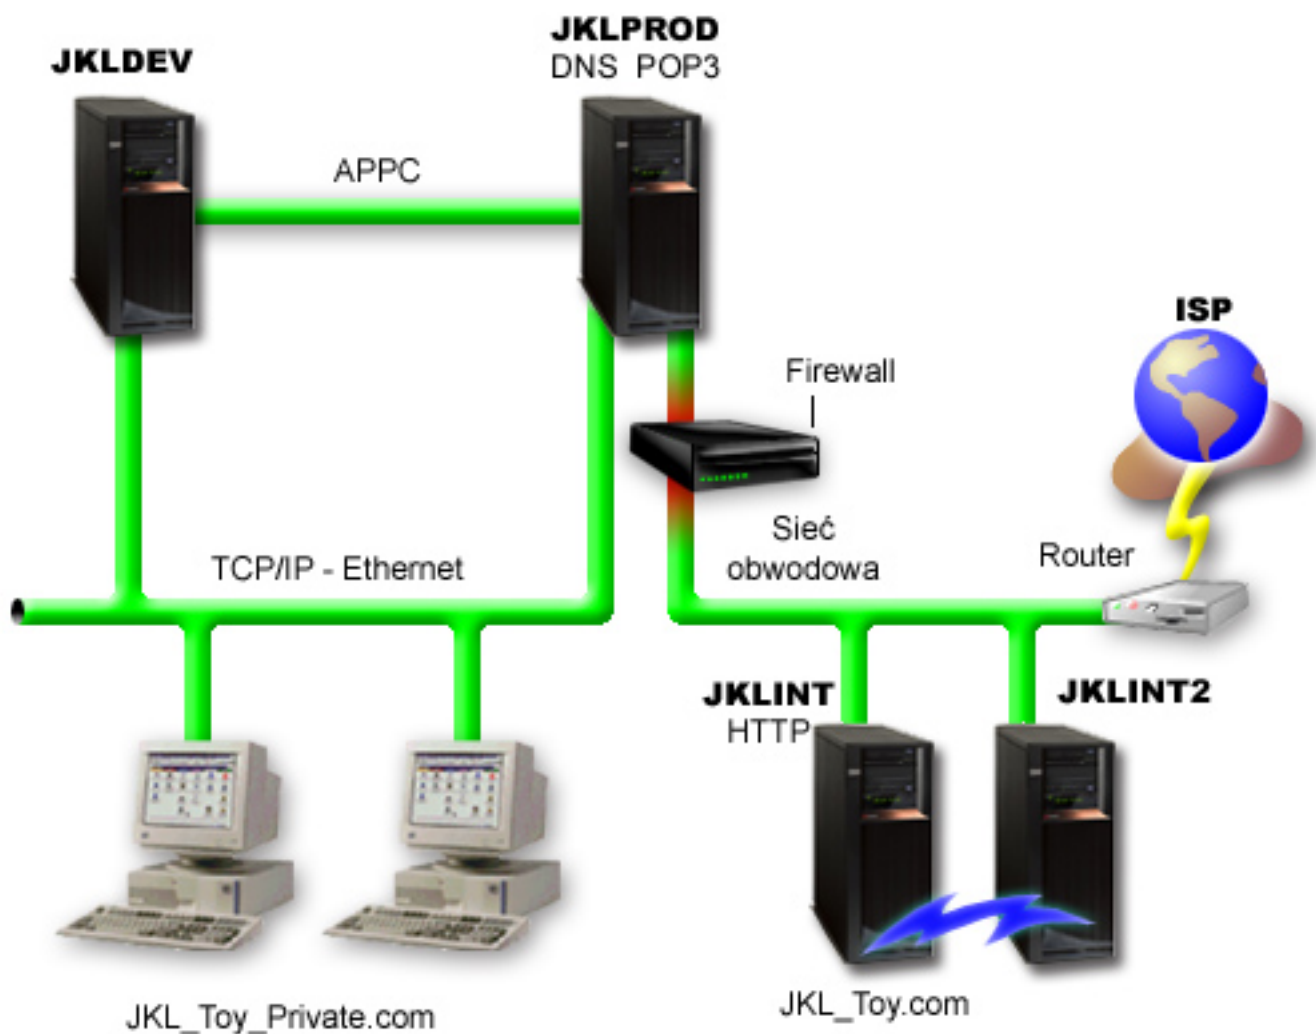 JKLDEV
JKLPROD
DNS POP3
APPC
ISP
Firewall
Sieć
obwodowa
Router
TCP/IP - Ethernet
JKLINT
HTTP
JKLINT2
JKL_Toy_Private.com
JKL_Toy.com